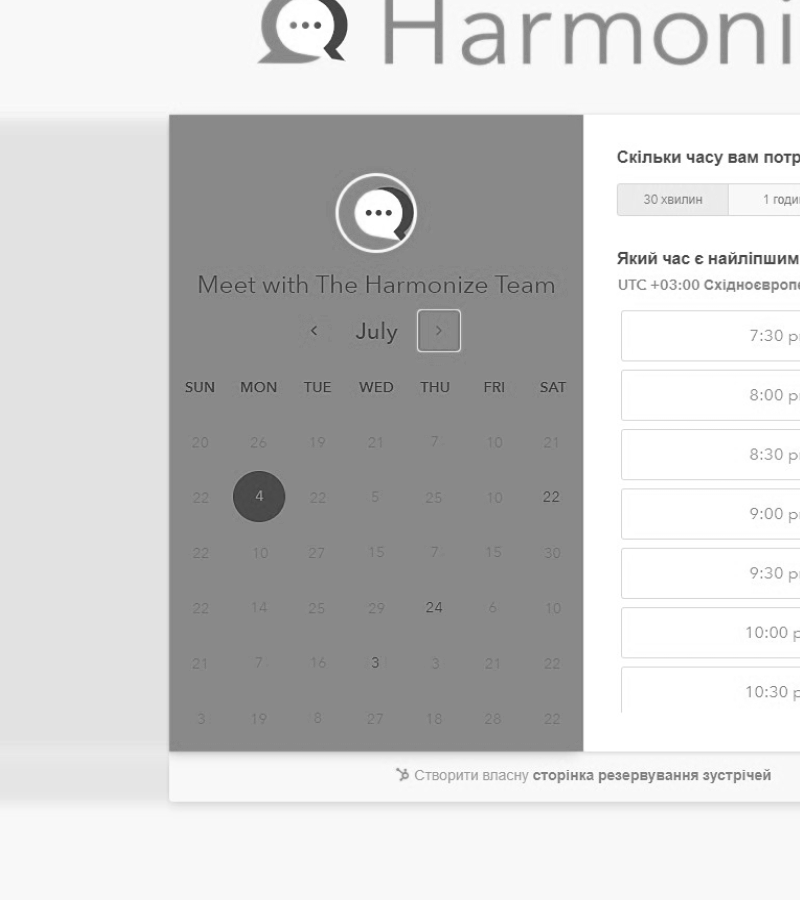 Harmoni
Meet with The Harmonize Team
July
SUN MON TUE WED THU FRI SAT
20 26 19 21 7 10 21
22 4 22 5 25 10 22
22 10 27 15 7 15 30
22 14 25 29 24 6 10
21 7 16 3 3 21 22
3 19 8 27 18 28 22
Скільки часу вам потр
30 хвилин 1 годи
Який час є найліпшим
UTC +03:00 Східноєвропе
7:30 p
8:00 p
8:30 p
9:00 p
9:30 p
10:00 p
10:30 p
Створити власну сторінка резервування зустрічей